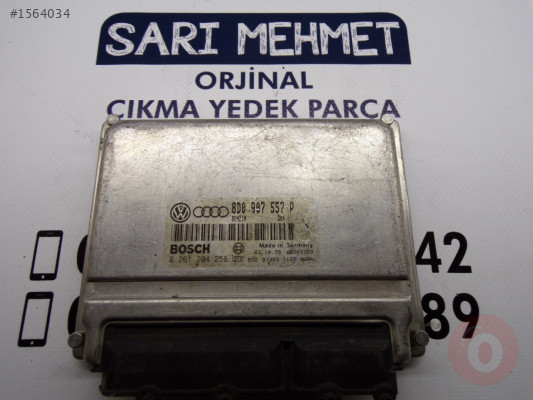 #1564034
SARI MEHMET
ORJİNAL
ÇIKMA YEDEK PARÇA
8D0 997 557 P
BENZIN
BOSCH
Made in Germany
0 261 204 258
42
89